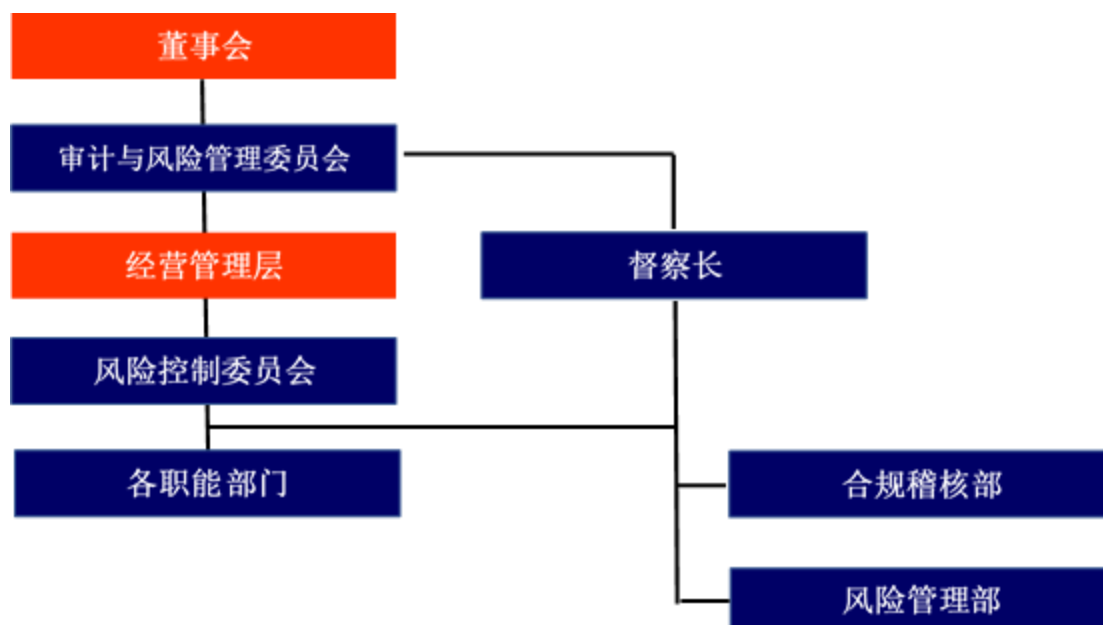 董事会
审计与风险管理委员会
经营管理层
督察长
风险控制委员会
各职能部门
合规稽核部
风险管理部